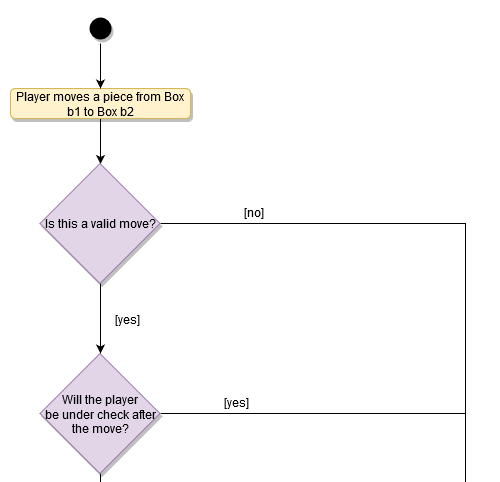 Player moves a piece from Box
b1 to Box b2
Is this a valid move?
[no]
[yes]
Will the player
be under check after
the move?
[yes]